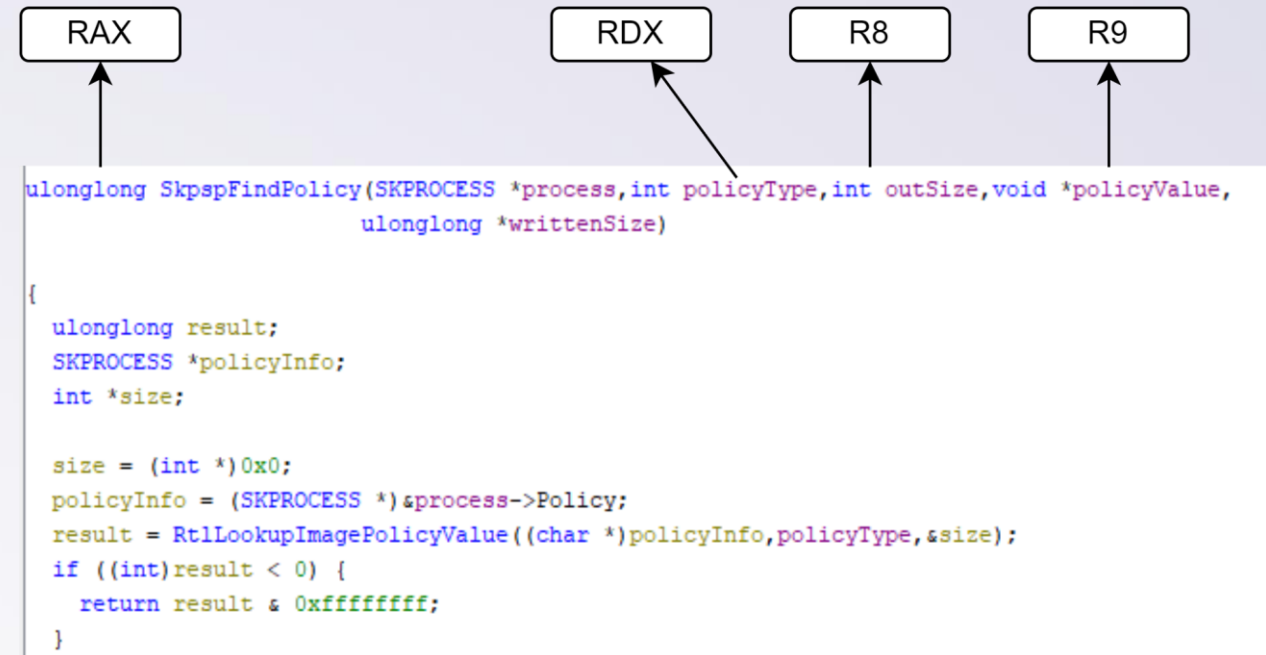 RAX RDX R8 R9
ulonglong SkpspFindPolicy(SKPROCESS *process,int policyType,int outSize,void *policyValue,
ulonglong *writtenSize)
{
ulonglong result;
SKPROCESS *policyInfo;
int *size;
size = (int *)0x0;
policyInfo = (SKPROCESS *)&process->Policy;
result = RtlLookupImagePolicyValue((char *)policyInfo,policyType,&size);
if ((int)result < 0) {
return result & 0xffffffff;
}